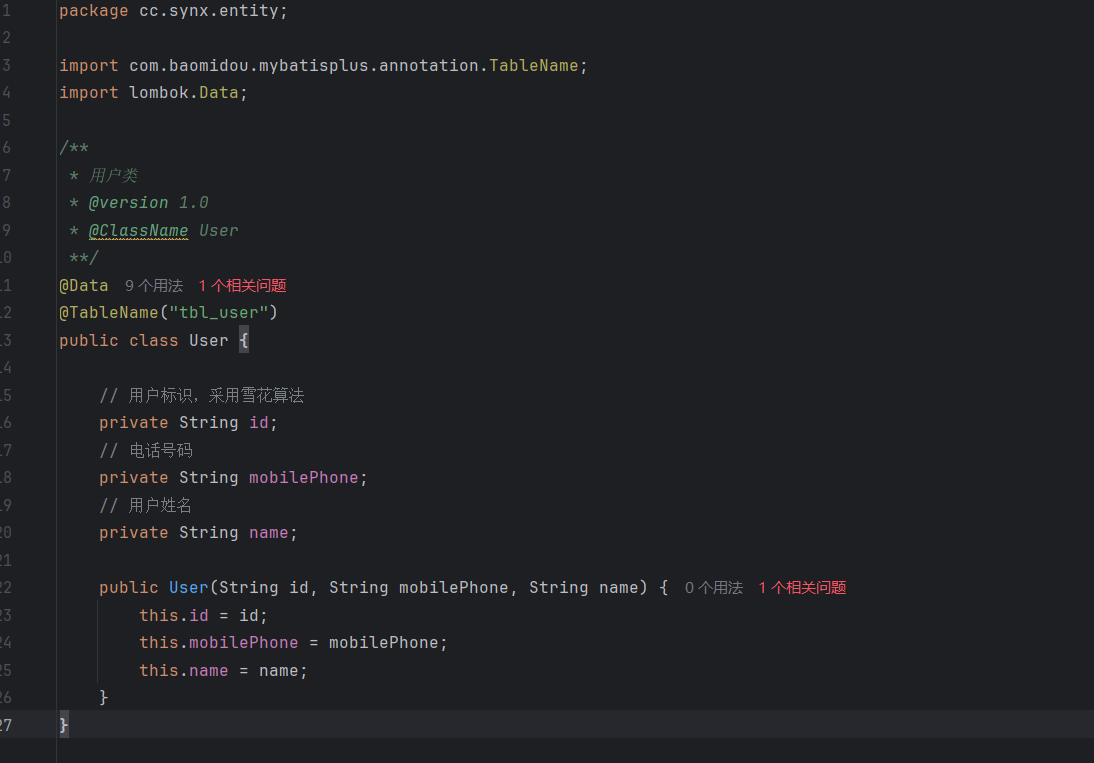 1 package cc.synx.entity;
2
3 import com.baomidou.mybatisplus.annotation.TableName;
4 import lombok.Data;
5
6 /**
7 * 用户类
8 * @version 1.0
9 * @ClassName User
10 **/
11 @Data 9 个用法 1 个相关问题
12 @TableName("tbl_user")
13 public class User {
14
15 // 用户标识，采用雪花算法
16 private String id;
17 // 电话号码
18 private String mobilePhone;
19 // 用户姓名
20 private String name;
21
22 public User(String id, String mobilePhone, String name) { 0 个用法 1 个相关问题
23 this.id = id;
24 this.mobilePhone = mobilePhone;
25 this.name = name;
26 }
27 }